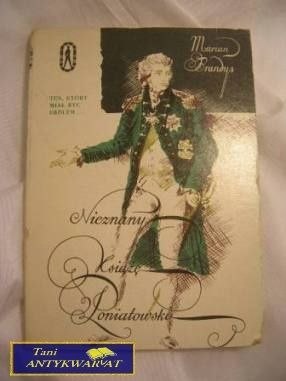 Marian
Brandys
TEN, KTÓRY
MIAŁ BYĆ
KRÓLEM...
Nieznany
Książę
Poniatowski
Tani
ANTYKWARIAT